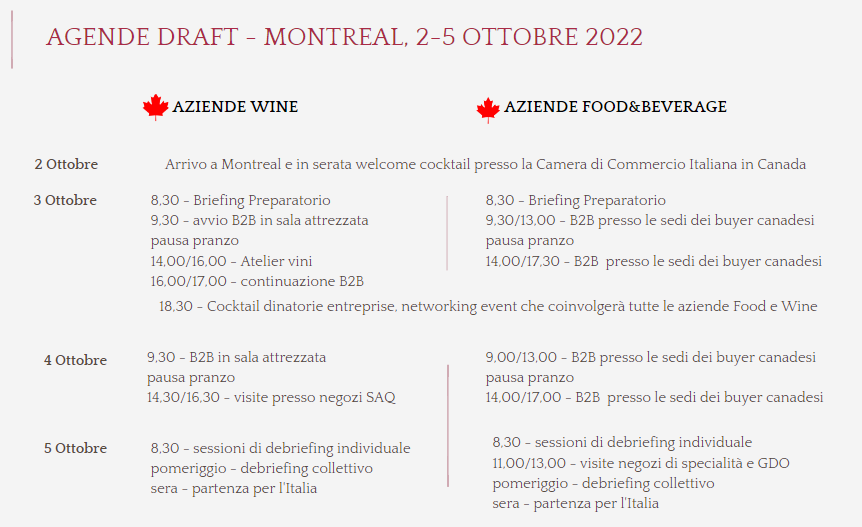 AGENDE DRAFT – MONTREAL, 2-5 OTTOBRE 2022
AZIENDE WINE
AZIENDE FOOD&BEVERAGE
2 Ottobre
Arrivo a Montreal e in serata welcome cocktail presso la Camera di Commercio Italiana in Canada
3 Ottobre
8,30 – Briefing Preparatorio
9,30 – avvio B2B in sala attrezzata
pausa pranzo
14,00/16,00 – Atelier vini
16,00/17,00 – continuazione B2B
8,30 – Briefing Preparatorio
9,30/13,00 – B2B presso le sedi dei buyer canadesi
pausa pranzo
14,00/17,30 – B2B presso le sedi dei buyer canadesi
18,30 – Cocktail dinatorie entreprise, networking event che coinvolgerà tutte le aziende Food e Wine
4 Ottobre
9,30 – B2B in sala attrezzata
pausa pranzo
14,30/16,30 – visite presso negozi SAQ
9,00/13,00 – B2B presso le sedi dei buyer canadesi
pausa pranzo
14,00/17,00 – B2B presso le sedi dei buyer canadesi
5 Ottobre
8,30 – sessioni di debriefing individuale
pomeriggio – debriefing collettivo
sera – partenza per l'Italia
8,30 – sessioni di debriefing individuale
11,00/13,00 – visite negozi di specialità e GDO
pomeriggio – debriefing collettivo
sera – partenza per l'Italia